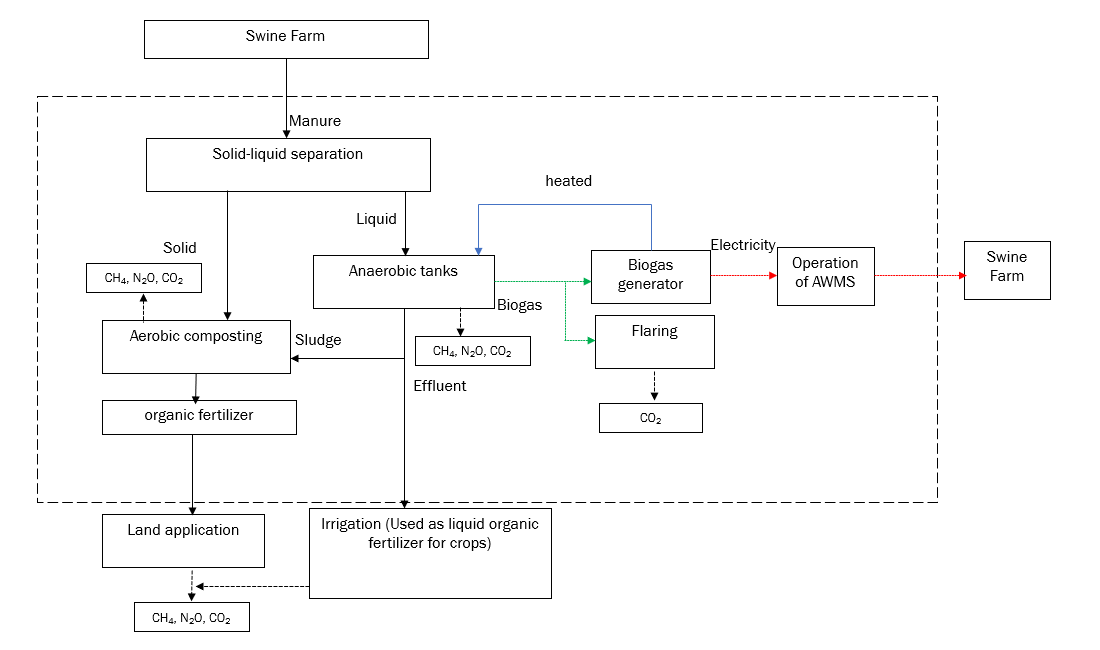 Swine Farm
Manure
Solid-liquid separation
heated
Liquid
Solid
Electricity
CH₄, N₂O, CO₂
Anaerobic tanks
Biogas
generator
Operation
of AWMS
Swine
Farm
Biogas
Aerobic composting
Sludge
CH₄, N₂O, CO₂
Flaring
Effluent
organic fertilizer
CO₂
Land application
Irrigation (Used as liquid organic
fertilizer for crops)
CH₄, N₂O, CO₂